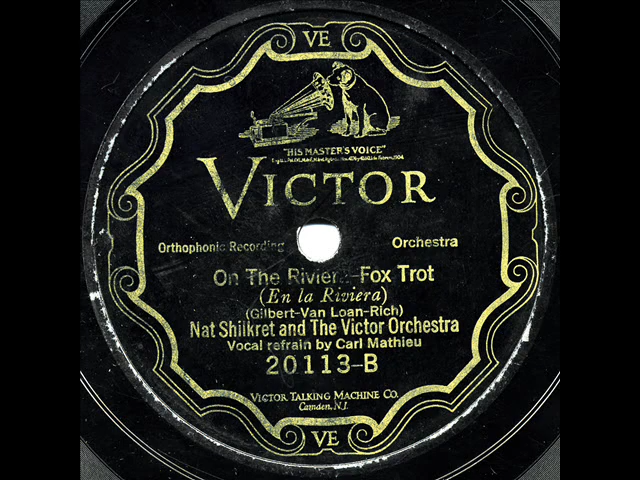 VE
"HIS MASTER'S VOICE"
VICTOR
Orthophonic Recording
Orchestra
On The Fox Trot
(En la Riviera)
(Gilbert-Van Loan-Rich)
Nat Shilkret and The Victor Orchestra
Vocal refrain by Carl Mathieu
20113-B
VICTOR TALKING MACHINE CO.
Camden, N.J.
VE